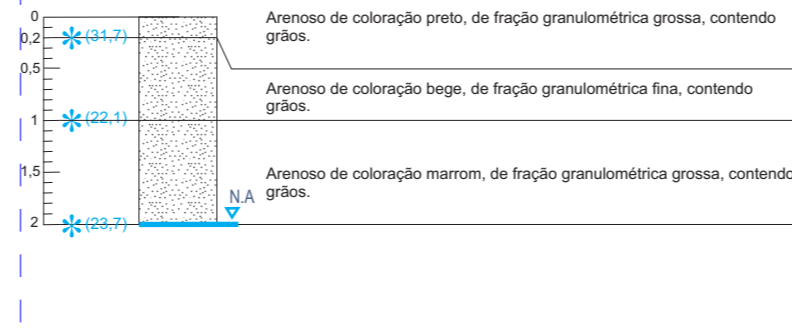 0
Arenoso de coloração preto, de fração granulométrica grossa, contendo
grãos.
0,2
(31,7)
0,5
Arenoso de coloração bege, de fração granulométrica fina, contendo
grãos.
1
(22,1)
1,5
Arenoso de coloração marrom, de fração granulométrica grossa, contendo
grãos.
N.A
2
(23,7)